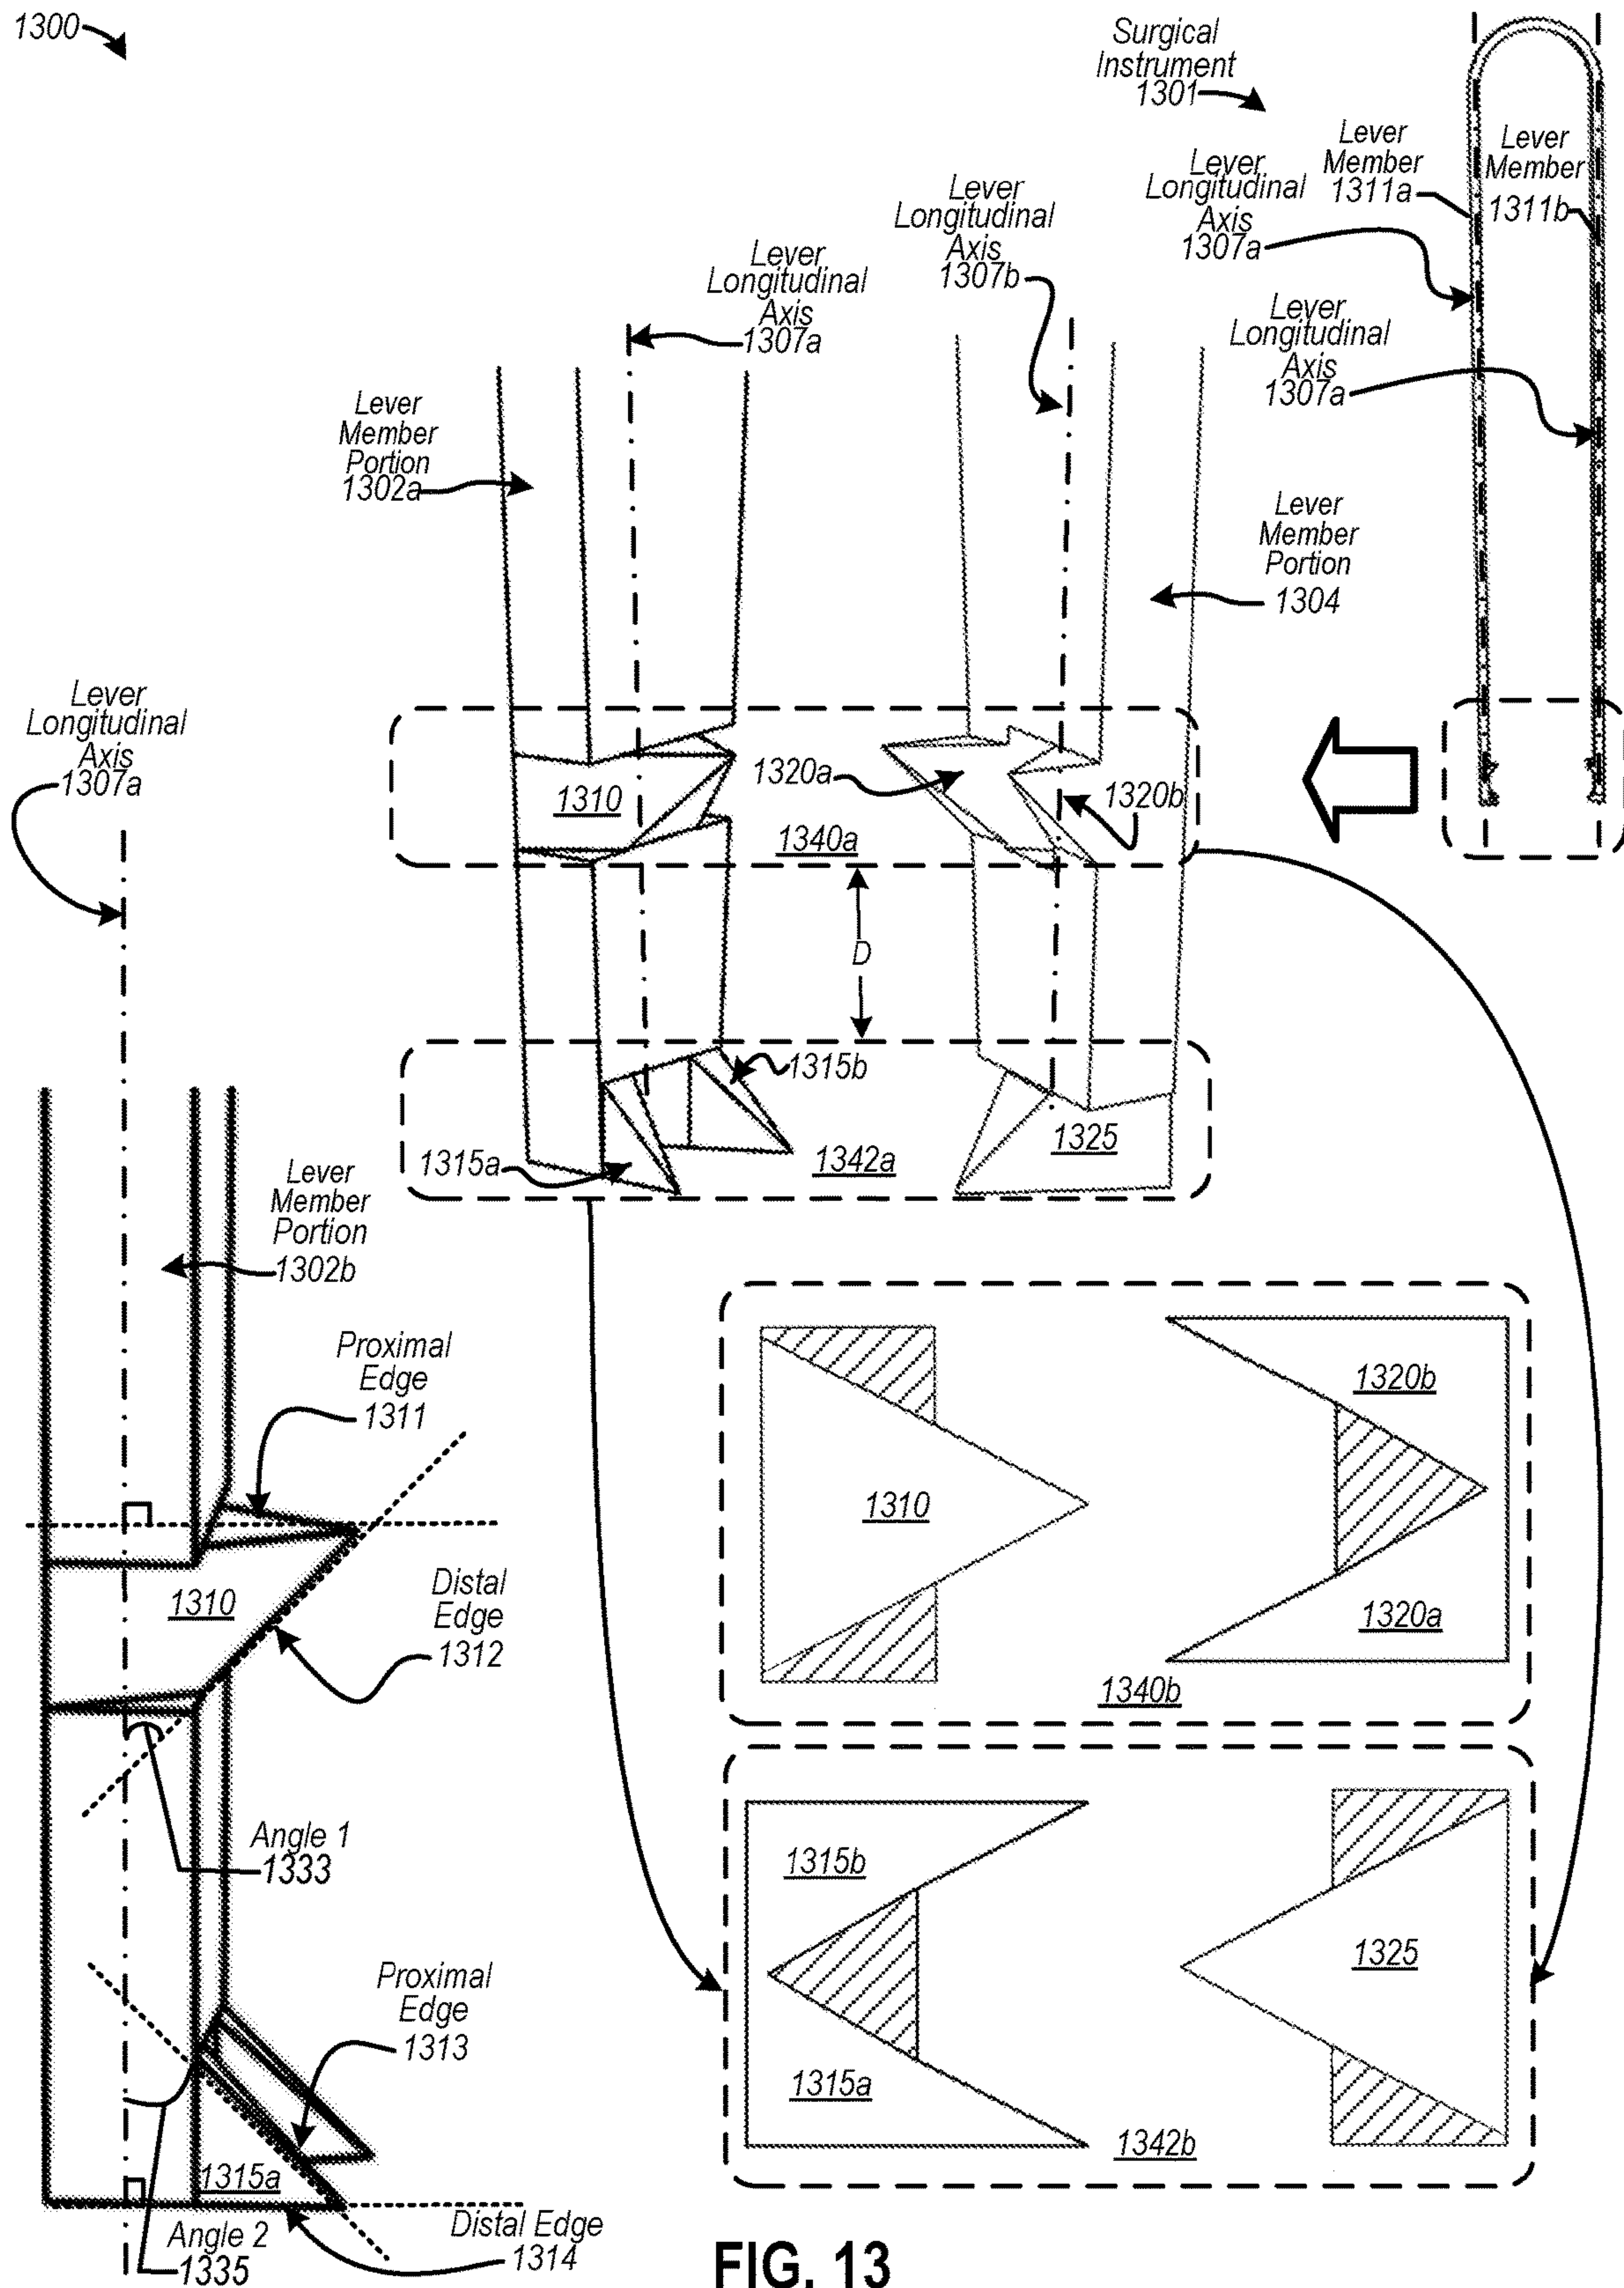 1300
Surgical
Instrument
1301
Lever
Member
1311a
Lever
Member
1311b
Lever
Longitudinal
Axis
1307a
Lever
Longitudinal
Axis
1307b
Lever
Longitudinal
Axis
1307a
Lever
Longitudinal
Axis
1307a
Lever
Member
Portion
1302a
Lever
Member
Portion
1304
Lever
Longitudinal
Axis
1307a
1310
1320a
1320b
1340a
D
1315b
1315a
1342a
1325
Lever
Member
Portion
1302b
Proximal
Edge
1311
1310
Distal
Edge
1312
Angle 1
1333
Proximal
Edge
1313
1315a
Angle 2
1335
Distal Edge
1314
1310
1320b
1320a
1340b
1315b
1315a
1325
1342b
FIG. 13